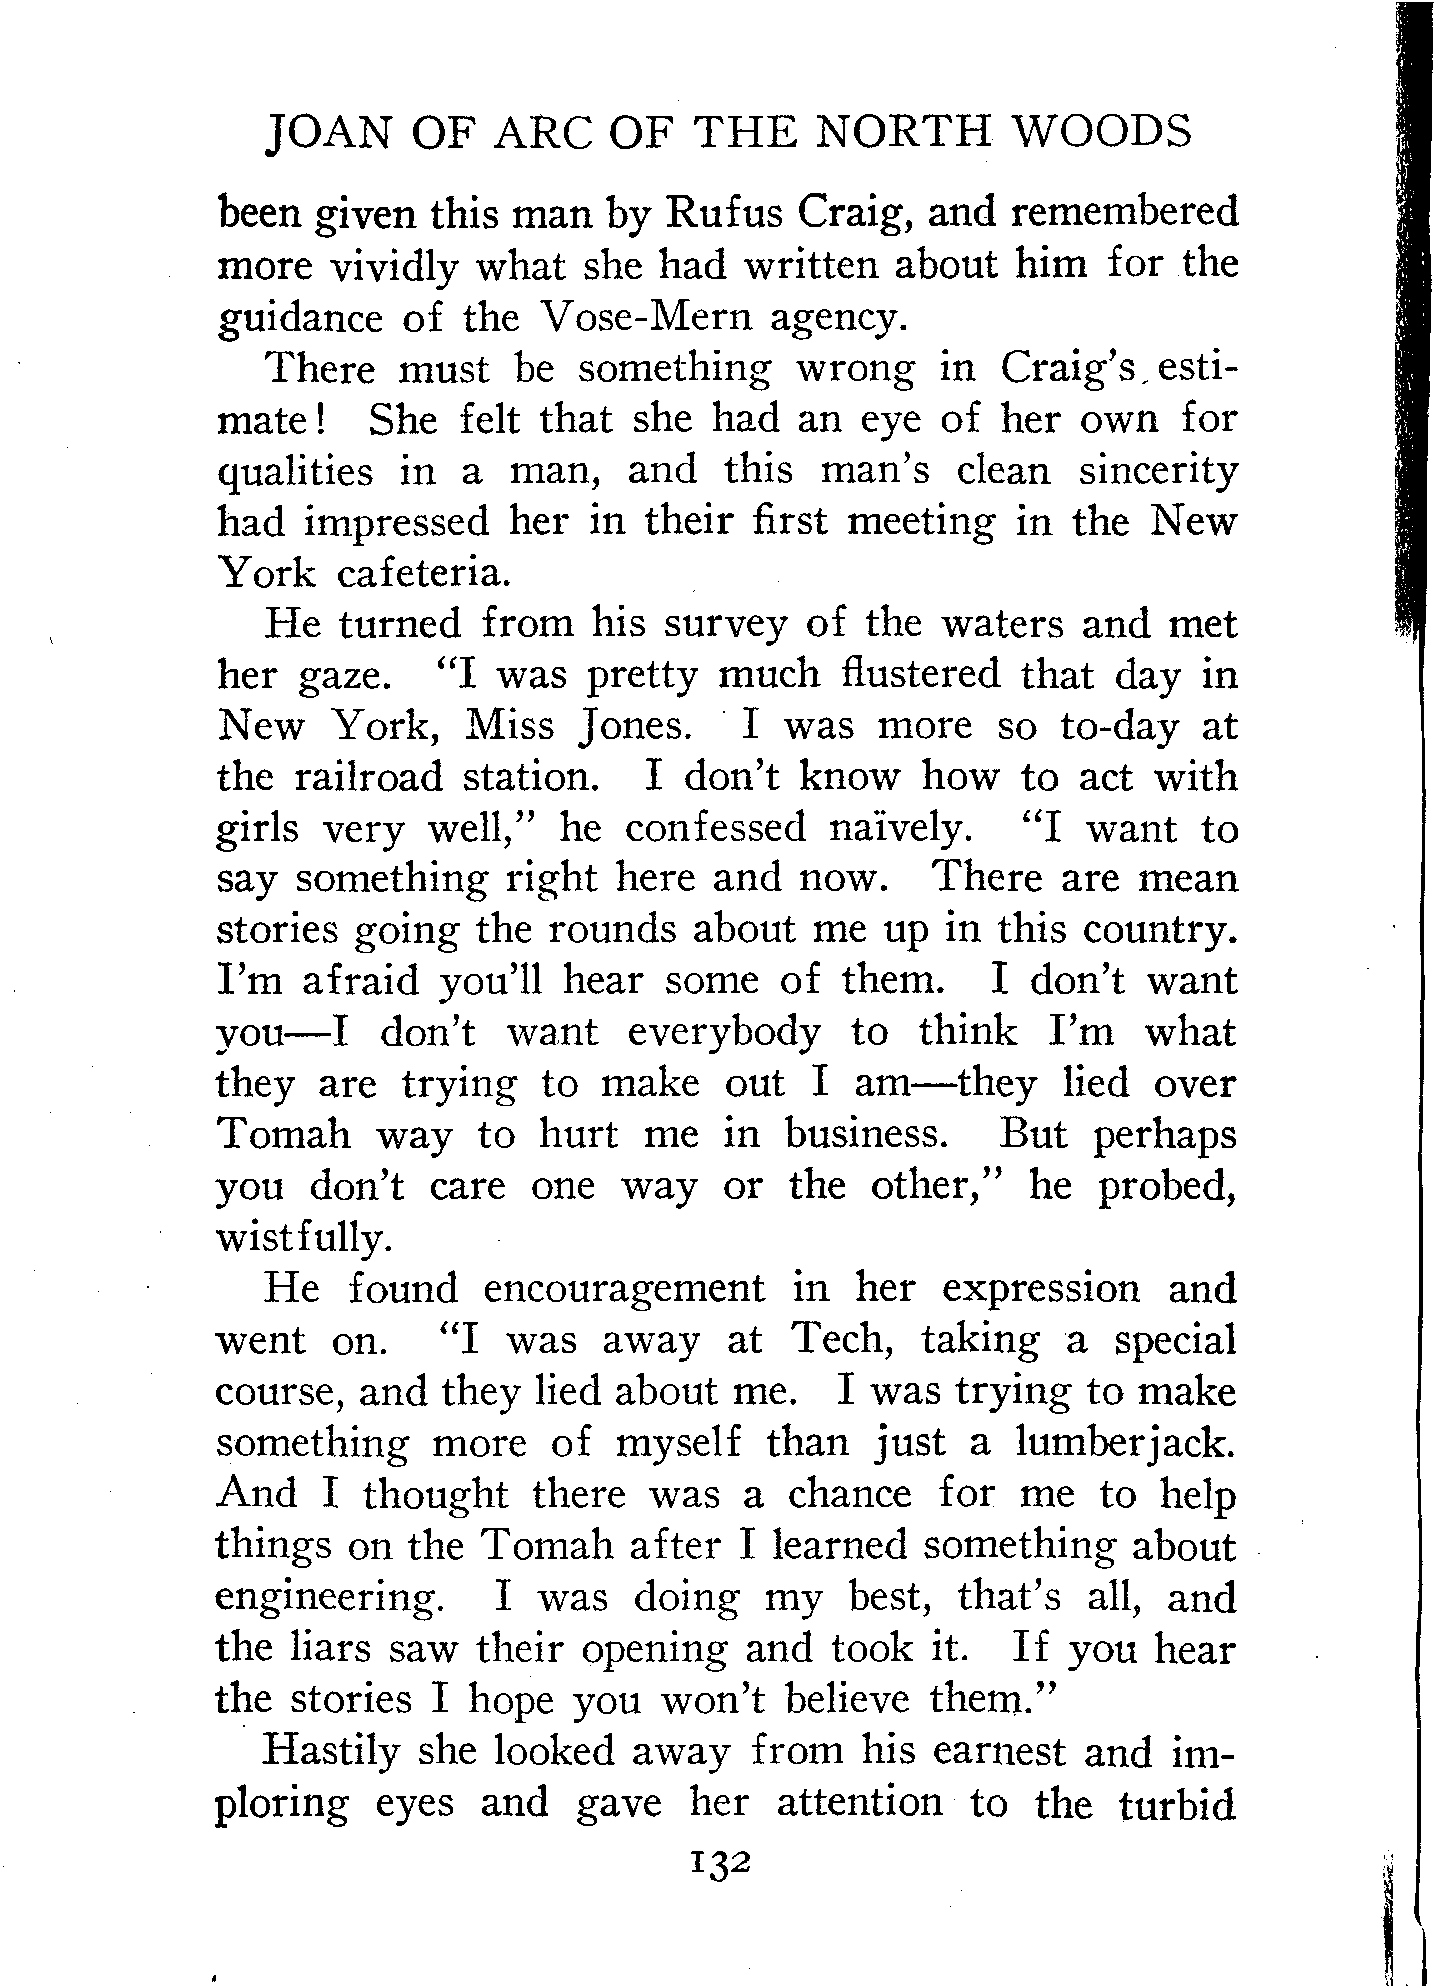 JOAN OF ARC OF THE NORTH WOODS
been given this man by Rufus Craig, and remembered
more vividly what she had written about him for the
guidance of the Vose-Mern agency.
There must be something wrong in Craig's esti-
mate! She felt that she had an eye of her own for
qualities in a man, and this man's clean sincerity
had impressed her in their first meeting in the New
York cafeteria.
He turned from his survey of the waters and met
her gaze. "I was pretty much flustered that day in
New York, Miss Jones. I was more so to-day at
the railroad station. I don't know how to act with
girls very well," he confessed naïvely. "I want to
say something right here and now. There are mean
stories going the rounds about me up in this country.
I'm afraid you'll hear some of them. I don't want
you—I don't want everybody to think I'm what
they are trying to make out I am—they lied over
Tomah way to hurt me in business. But perhaps
you don't care one way or the other," he probed,
wistfully.
He found encouragement in her expression and
went on. "I was away at Tech, taking a special
course, and they lied about me. I was trying to make
something more of myself than just a lumberjack.
And I thought there was a chance for me to help
things on the Tomah after I learned something about
engineering. I was doing my best, that's all, and
the liars saw their opening and took it. If you hear
the stories I hope you won't believe them."
Hastily she looked away from his earnest and im-
ploring eyes and gave her attention to the turbid
132